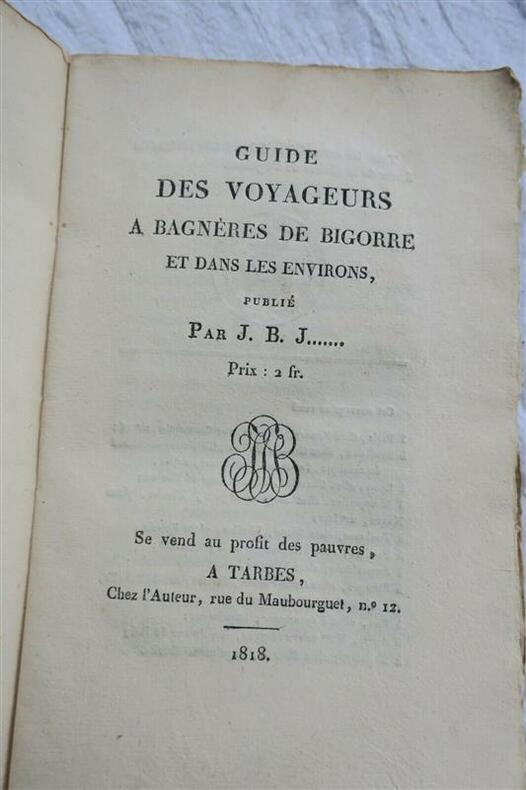 GUIDE
DES VOYAGEURS
A BAGNÈRES DE BIGORRE
ET DANS LES ENVIRONS,
PUBLIÉ
PAR J. B. J.......
Prix : 2 fr.
Se vend au profit des pauvres,
A TARBES,
Chez l'Auteur, rue du Maubourguet, n.º 12.
1818.